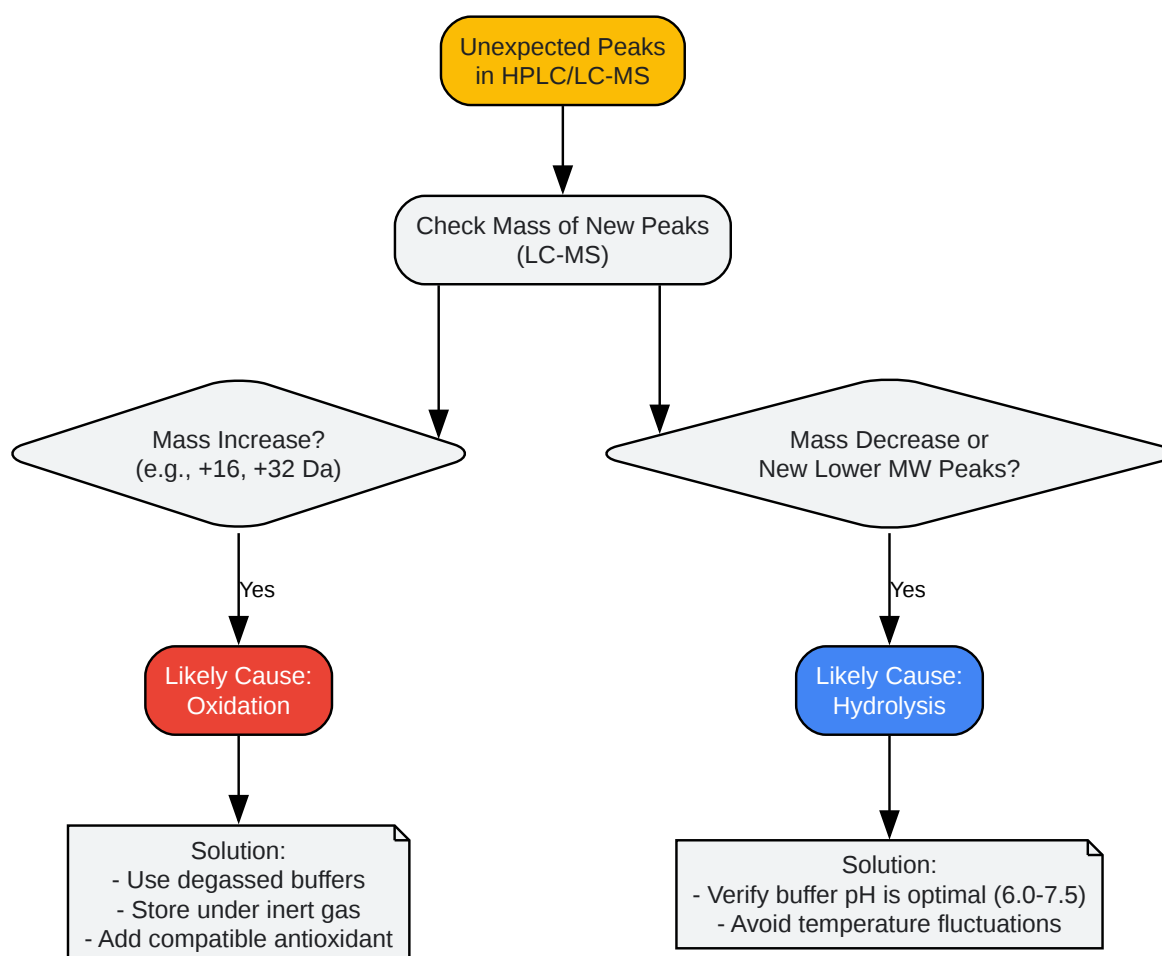 Unexpected Peaks
in HPLC/LC-MS
Check Mass of New Peaks
(LC-MS)
Mass Increase?
(e.g., +16, +32 Da)
Mass Decrease or
New Lower MW Peaks?
Yes
Yes
Likely Cause:
Oxidation
Likely Cause:
Hydrolysis
Solution:
- Use degassed buffers
- Store under inert gas
- Add compatible antioxidant
Solution:
- Verify buffer pH is optimal (6.0-7.5)
- Avoid temperature fluctuations